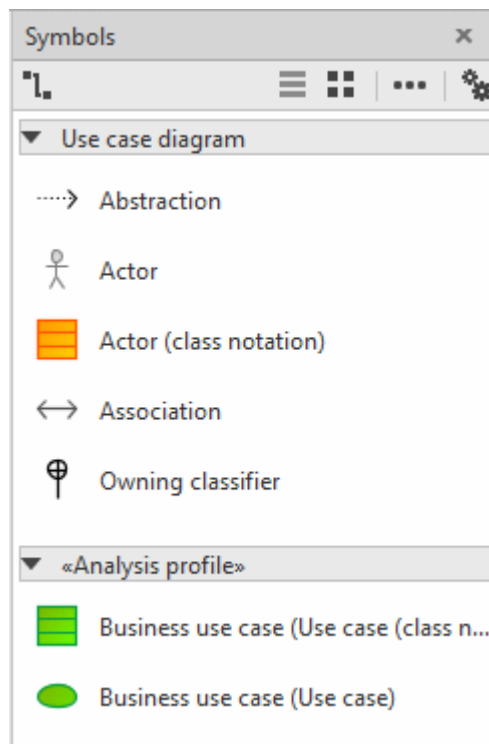 Symbols
Use case diagram
Abstraction
Actor
Actor (class notation)
Association
Owning classifier
«Analysis profile»
Business use case (Use case (class n...
Business use case (Use case)